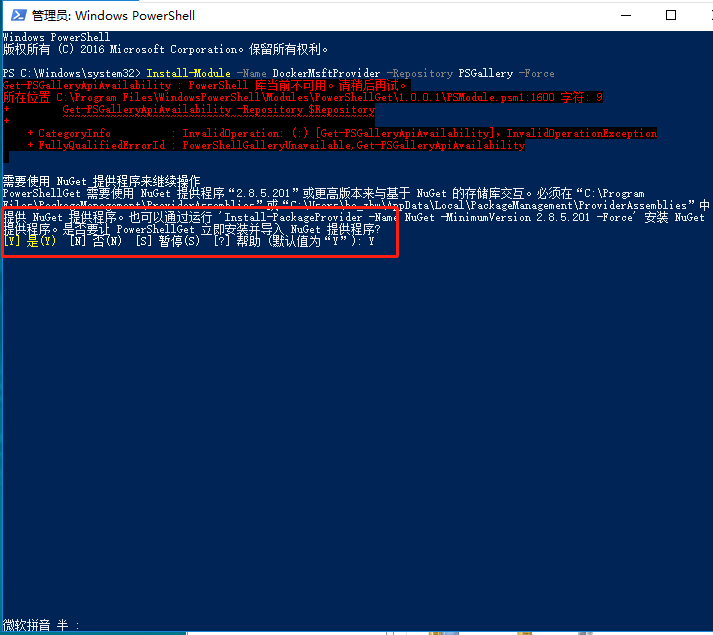 管理员: Windows PowerShell
Windows PowerShell
版权所有 (C) 2016 Microsoft Corporation。保留所有权利。
PS C:\Windows\system32> Install-Module -Name DockerMsftProvider -Repository PSGallery -Force
Get-PSGalleryApiAvailability : PowerShell 库当前不可用。请稍后再试。
所在位置 C:\Program Files\WindowsPowerShell\Modules\PowerShellGet\1.0.0.1\PSModule.psm1:1600 字符: 9
+         Get-PSGalleryApiAvailability -Repository $Repository
+
    + CategoryInfo          : InvalidOperation: (:) [Get-PSGalleryApiAvailability], InvalidOperationException
    + FullyQualifiedErrorId : PowerShellGalleryUnavailable,Get-PSGalleryApiAvailability
需要使用 NuGet 提供程序来继续操作
PowerShellGet 需要使用 NuGet 提供程序“2.8.5.201”或更高版本来与基于 NuGet 的存储库交互。必须在“C:\Program
Files\PackageManagement\ProviderAssemblies”或“C:\Users\ho_zhu\AppData\Local\PackageManagement\ProviderAssemblies”中
提供 NuGet 提供程序。也可以通过运行 'Install-PackageProvider -Name NuGet -MinimumVersion 2.8.5.201 -Force' 安装 NuGet
提供程序。是否要让 PowerShellGet 立即安装并导入 NuGet 提供程序?
[Y] 是(Y)  [N] 否(N)  [S] 暂停(S)  [?] 帮助 (默认值为“Y”): Y
微软拼音 半 :